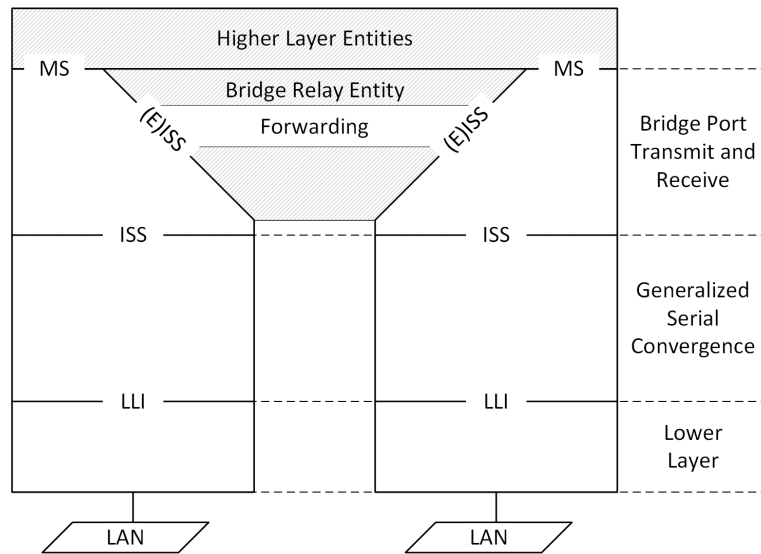 Higher Layer Entities
MS
MS
Bridge Relay Entity
(E)ISS
Forwarding
(E)ISS
Bridge Port
Transmit and
Receive
ISS
ISS
Generalized
Serial
Convergence
LLI
LLI
Lower
Layer
LAN
LAN